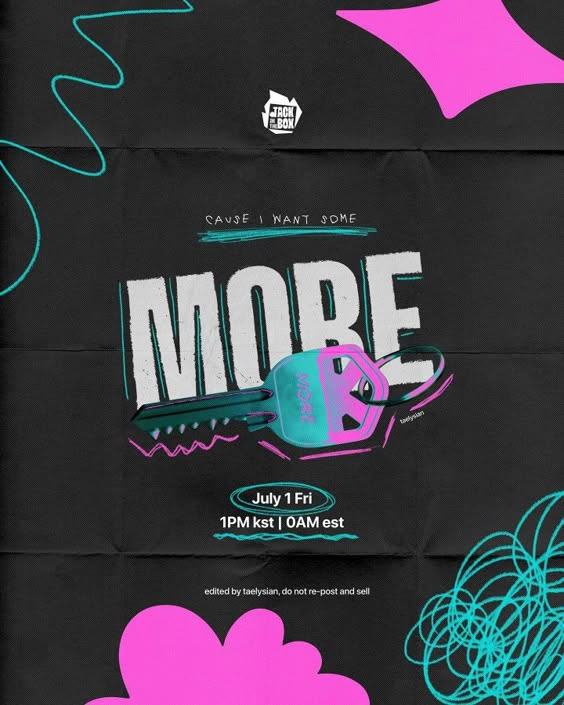 JACK
IN
THE BOX
CAUSE I WANT SOME
MORE
MORE
taelysian
July 1 Fri
1PM kst | 0AM est
edited by taelysian, do not re-post and sell